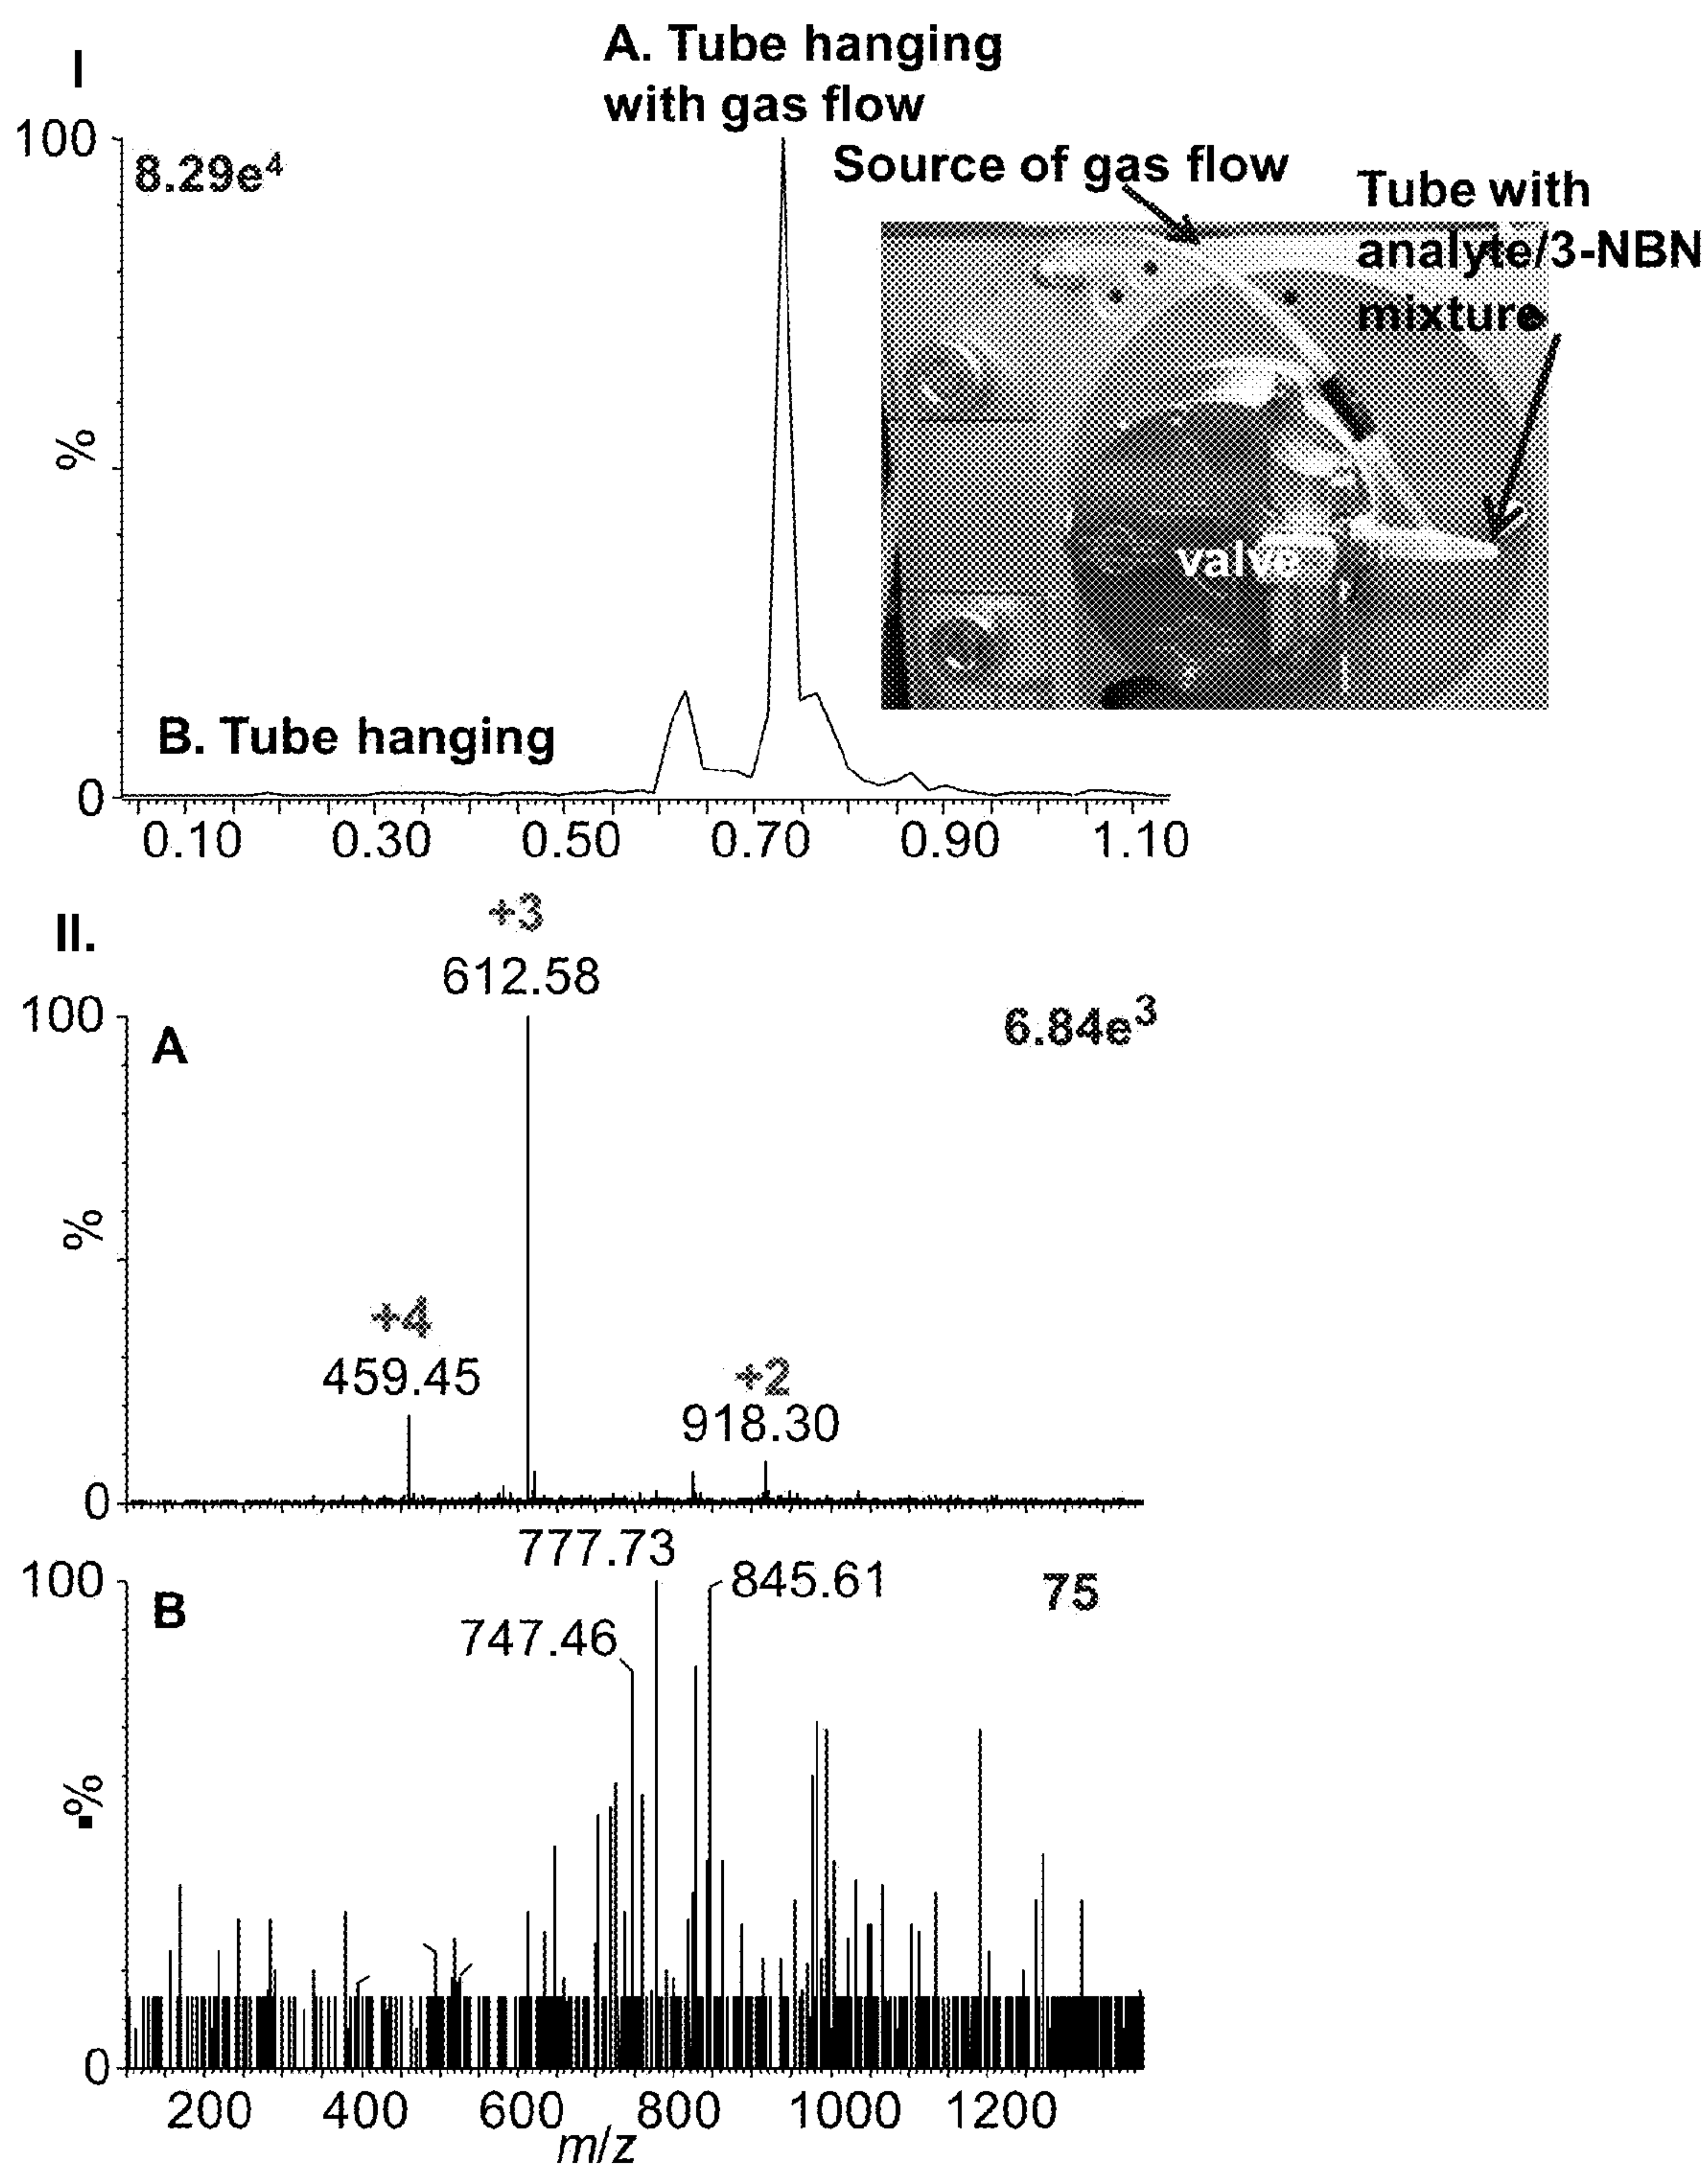 I
A. Tube hanging
with gas flow
100
8.29e⁴
Source of gas flow
Tube with
analyte/3-NBN
mixture
%
valve
B. Tube hanging
0
0.10 0.30 0.50 0.70 0.90 1.10
II.
+3
612.58
100
A
6.84e³
%
+4
459.45
+2
918.30
0
777.73
100
B
845.61
75
747.46
%
0
200 400 600 800 1000 1200
m/z